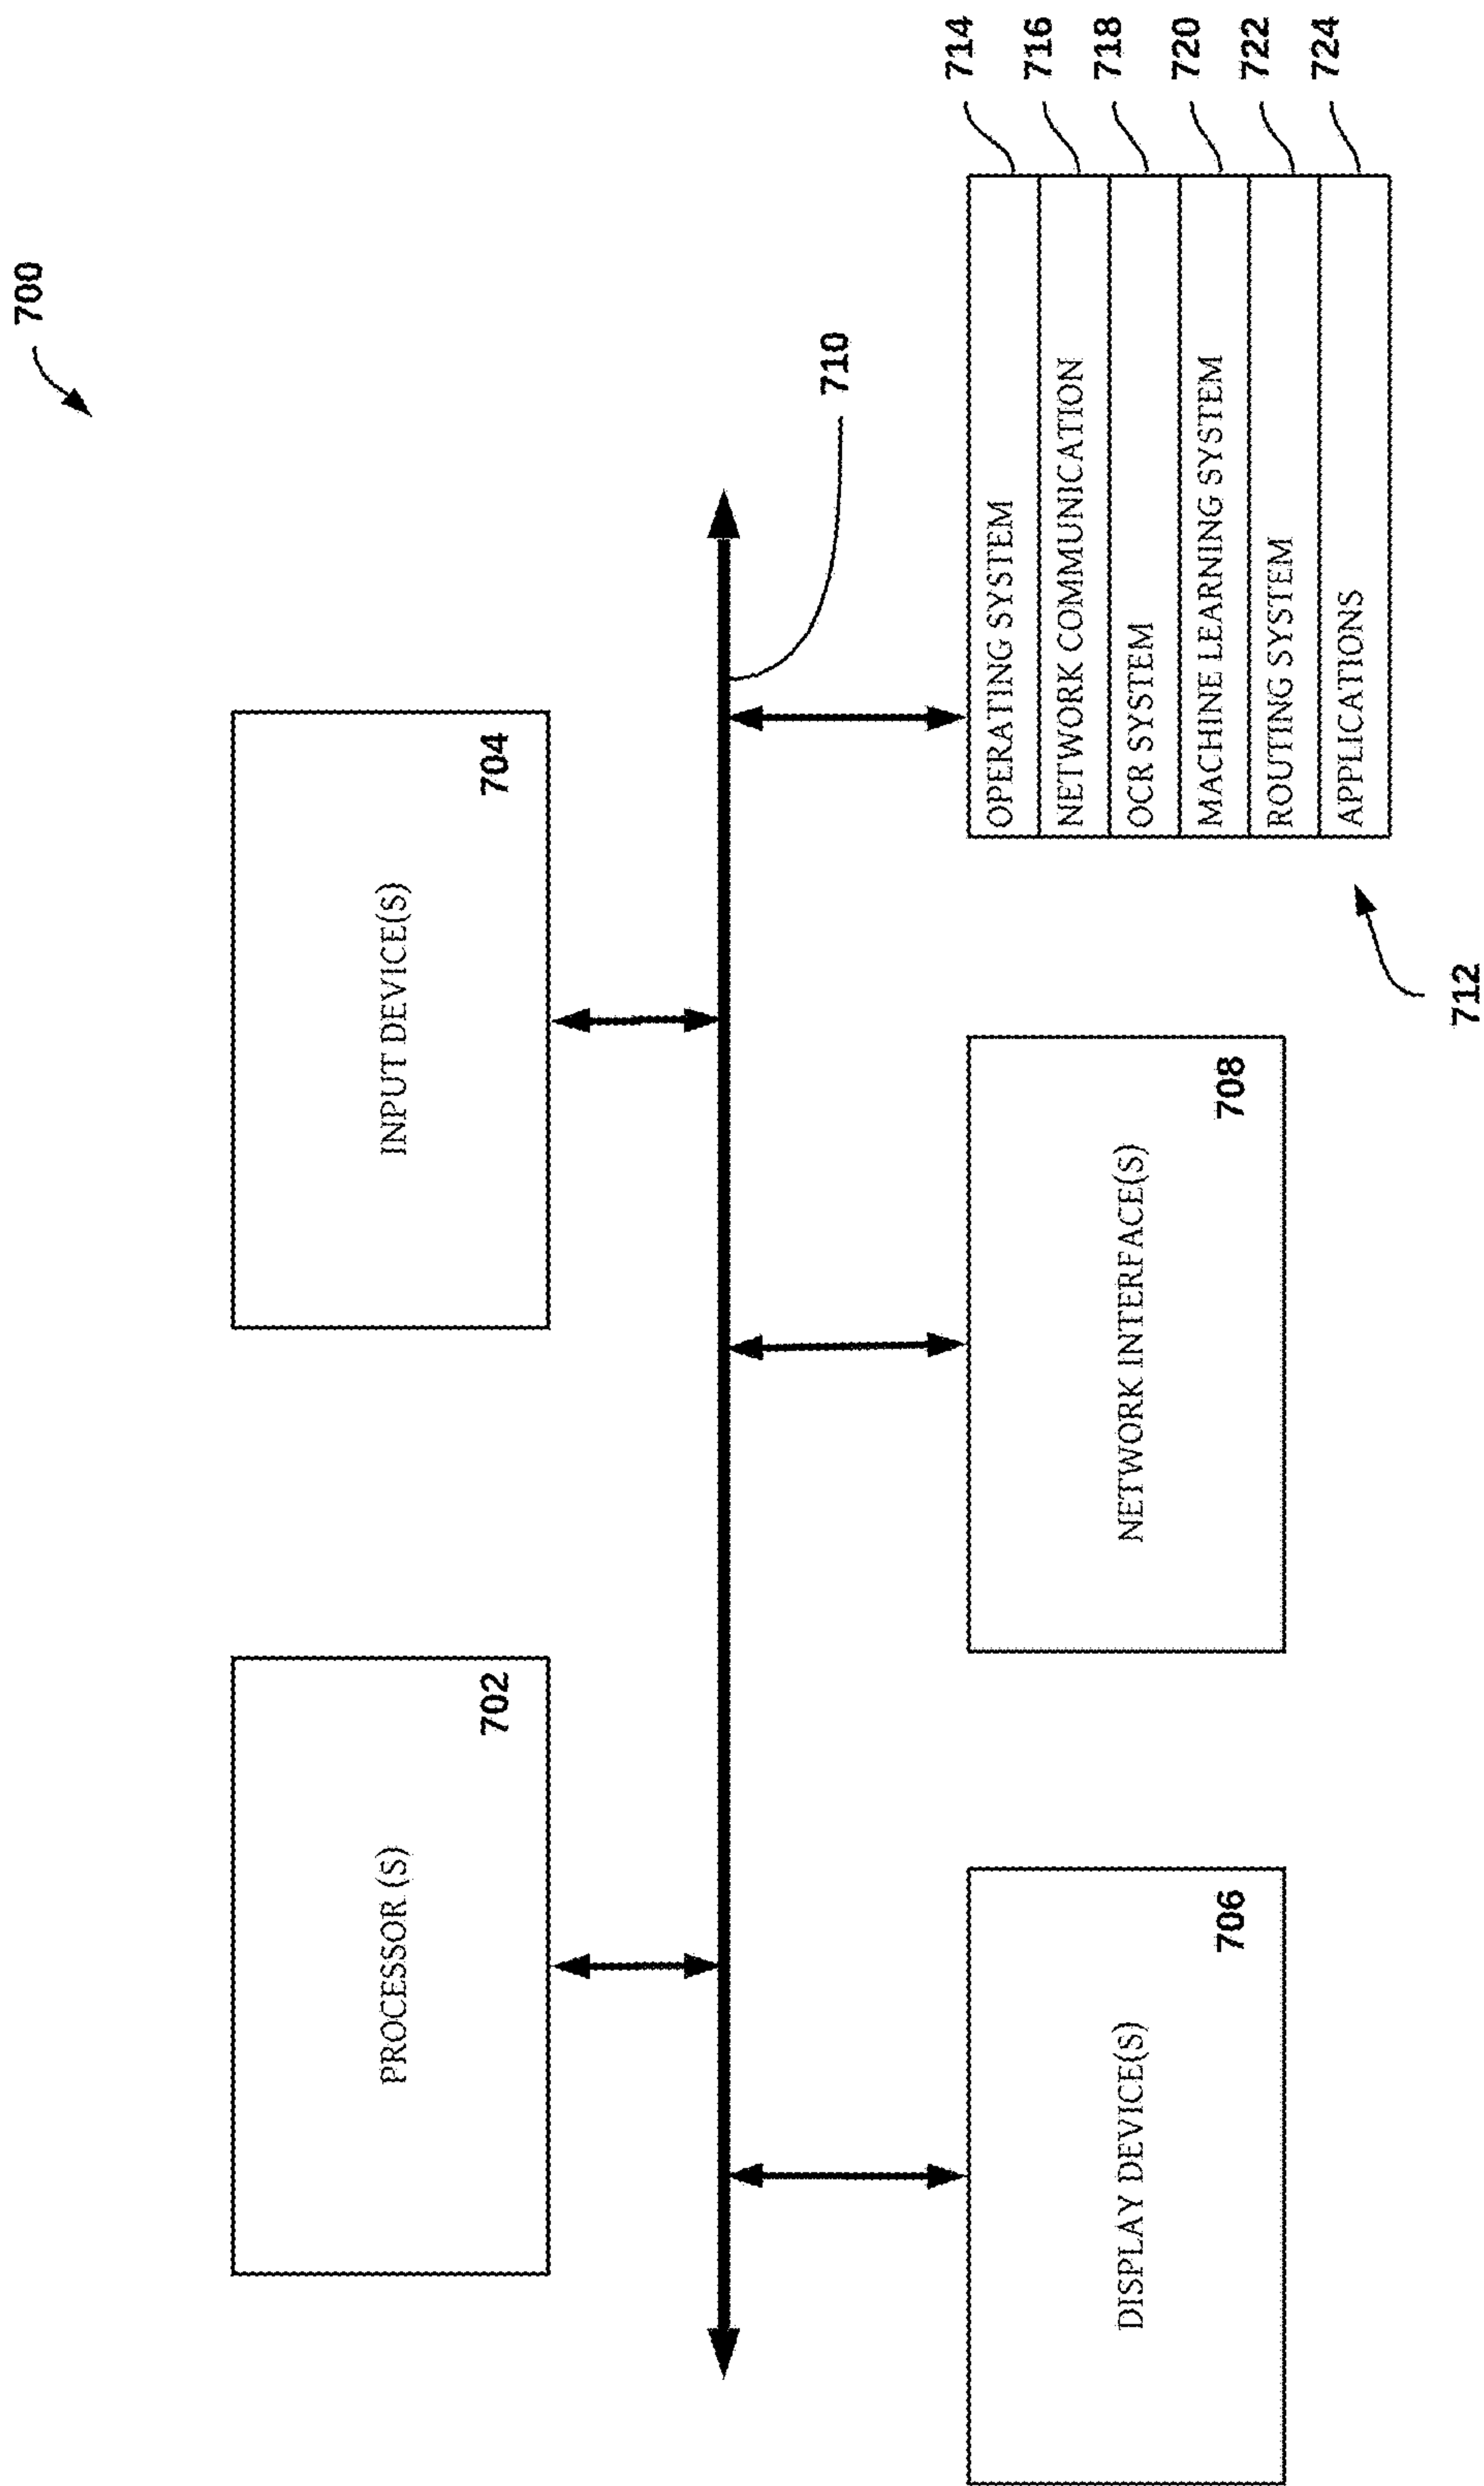 700
PROCESSOR (S)
702
INPUT DEVICE(S)
704
710
DISPLAY DEVICE(S)
706
NETWORK INTERFACE(S)
708
OPERATING SYSTEM
714
NETWORK COMMUNICATION
716
OCR SYSTEM
718
MACHINE LEARNING SYSTEM
720
ROUTING SYSTEM
722
APPLICATIONS
724
712